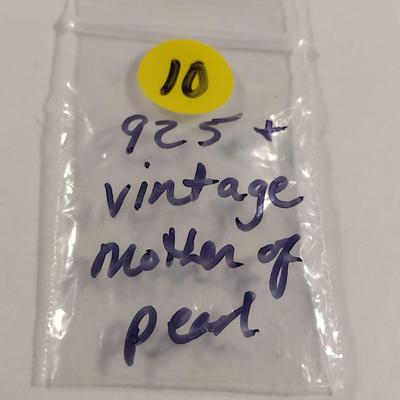 10
925 +
vintage
mother of
pearl